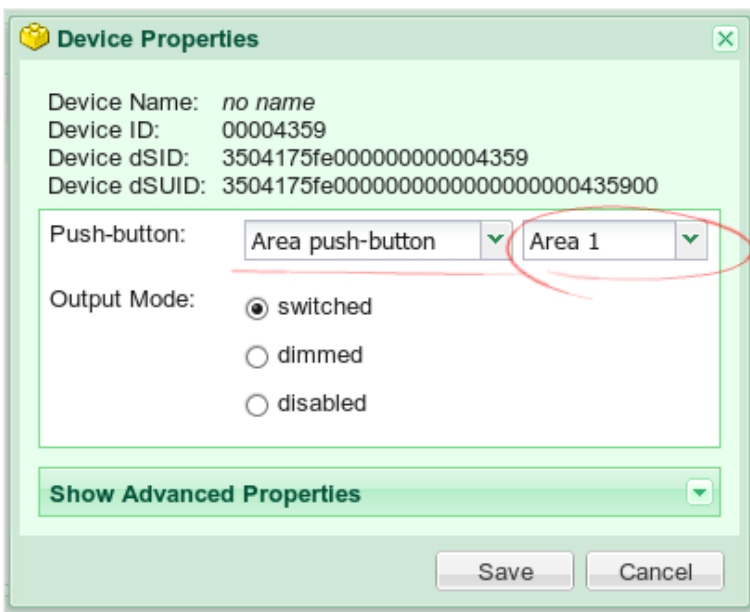 Device Properties
Device Name: no name
Device ID: 00004359
Device dSID: 3504175fe000000000004359
Device dSUID: 3504175fe0000000000000000000435900
Push-button: Area push-button Area 1
Output Mode: switched
dimmed
disabled
Show Advanced Properties
Save Cancel